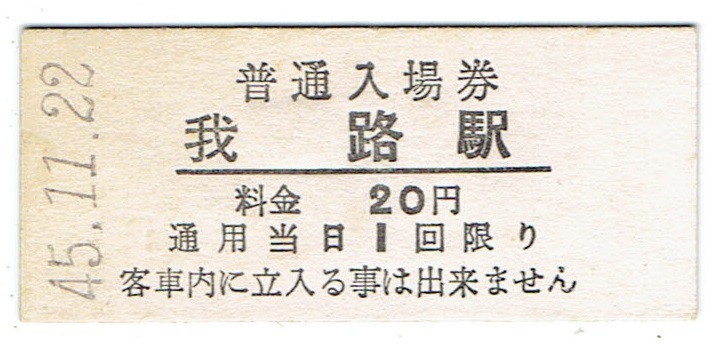 45.11.22
普通入場券
我路駅
料金 20円
通用当日1回限り
客車内に立入る事は出来ません